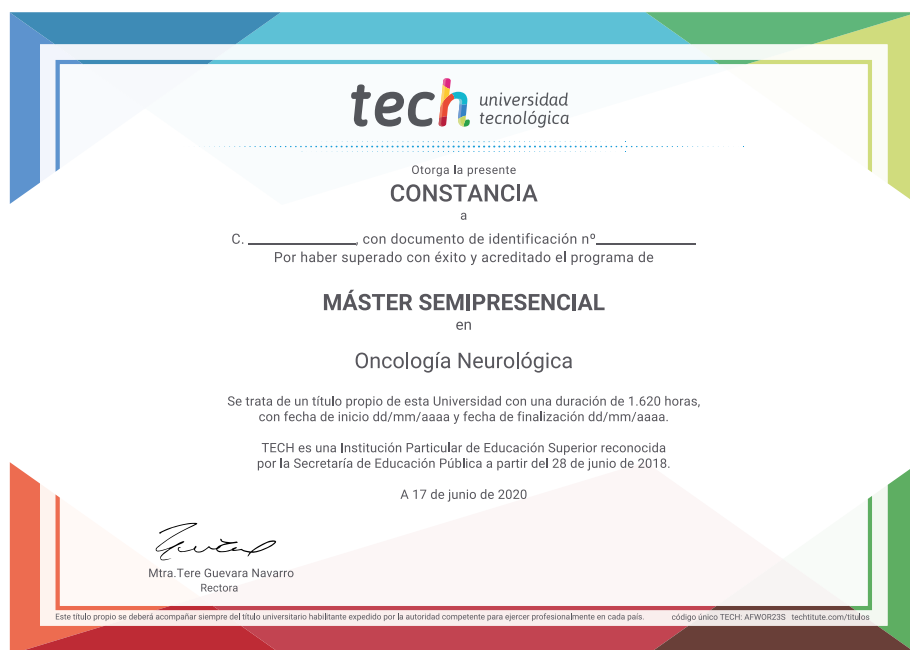 tech universidad
tecnológica
Otorga la presente
CONSTANCIA
a
C. ____________, con documento de identificación nº___________
Por haber superado con éxito y acreditado el programa de
MÁSTER SEMIPRESENCIAL
en
Oncología Neurológica
Se trata de un título propio de esta Universidad con una duración de 1.620 horas,
con fecha de inicio dd/mm/aaaa y fecha de finalización dd/mm/aaaa.
TECH es una Institución Particular de Educación Superior reconocida
por la Secretaría de Educación Pública a partir del 28 de junio de 2018.
A 17 de junio de 2020
Mtra.Tere Guevara Navarro
Rectora
Este título propio se deberá acompañar siempre del título universitario habilitante expedido por la autoridad competente para ejercer profesionalmente en cada país. código único TECH: AFWOR23S techtitute.com/titulos